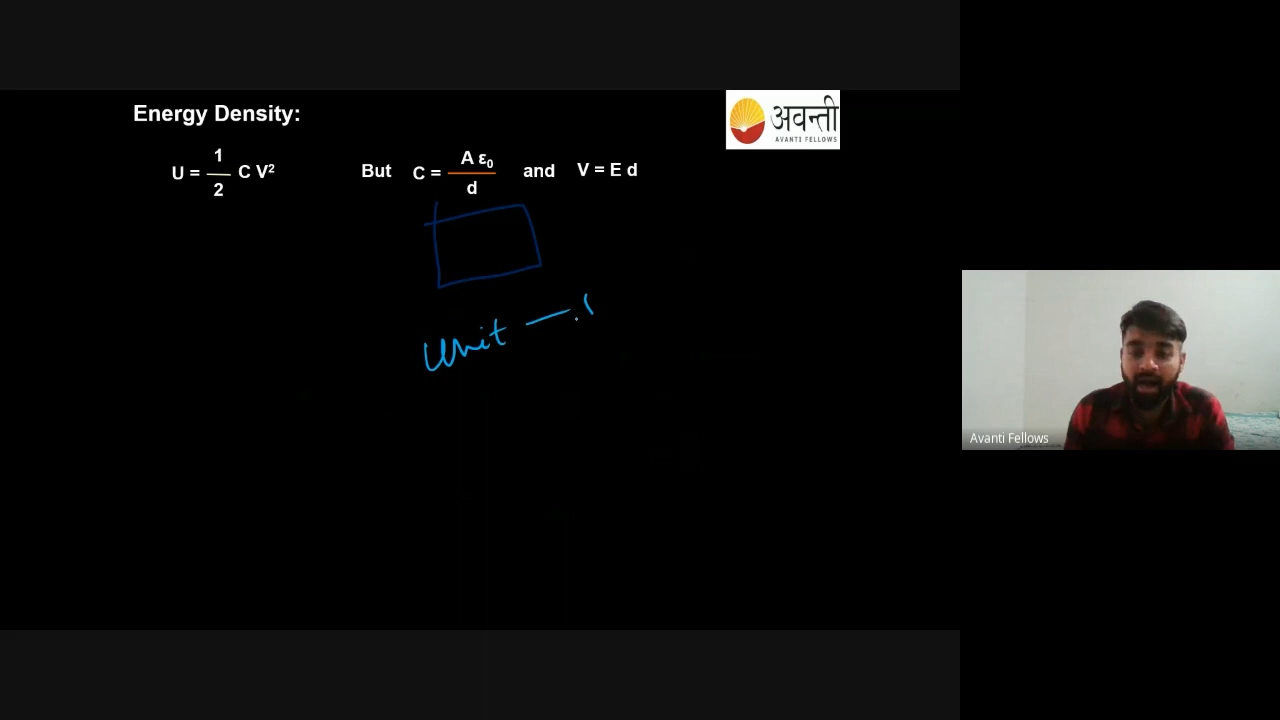 Energy Density:
अवन्ती
AVANTI FELLOWS
U = 1/2 C V² But C = A ε₀/d and V = E d
unit —
Avanti Fellows